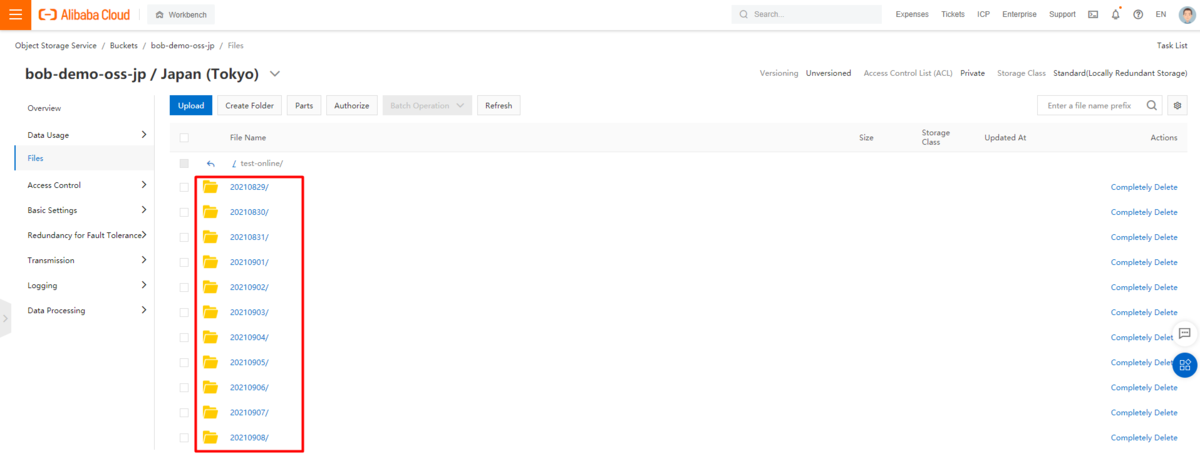 Alibaba Cloud Workbench Search... Expenses Tickets ICP Enterprise Support EN
Object Storage Service / Buckets / bob-demo-oss-jp / Files Task List
bob-demo-oss-jp / Japan (Tokyo) Versioning Unversioned Access Control List (ACL) Private Storage Class Standard(Locally Redundant Storage)
Overview
Data Usage
Files
Access Control
Basic Settings
Redundancy for Fault Tolerance
Transmission
Logging
Data Processing
Upload Create Folder Parts Authorize Batch Operation Refresh Enter a file name prefix
File Name Size Storage Class Updated At Actions
/ test-online/
20210829/ Completely Delete
20210830/ Completely Delete
20210831/ Completely Delete
20210901/ Completely Delete
20210902/ Completely Delete
20210903/ Completely Delete
20210904/ Completely Delete
20210905/ Completely Delete
20210906/ Completely Delete
20210907/ Completely Delete
20210908/ Completely Delete